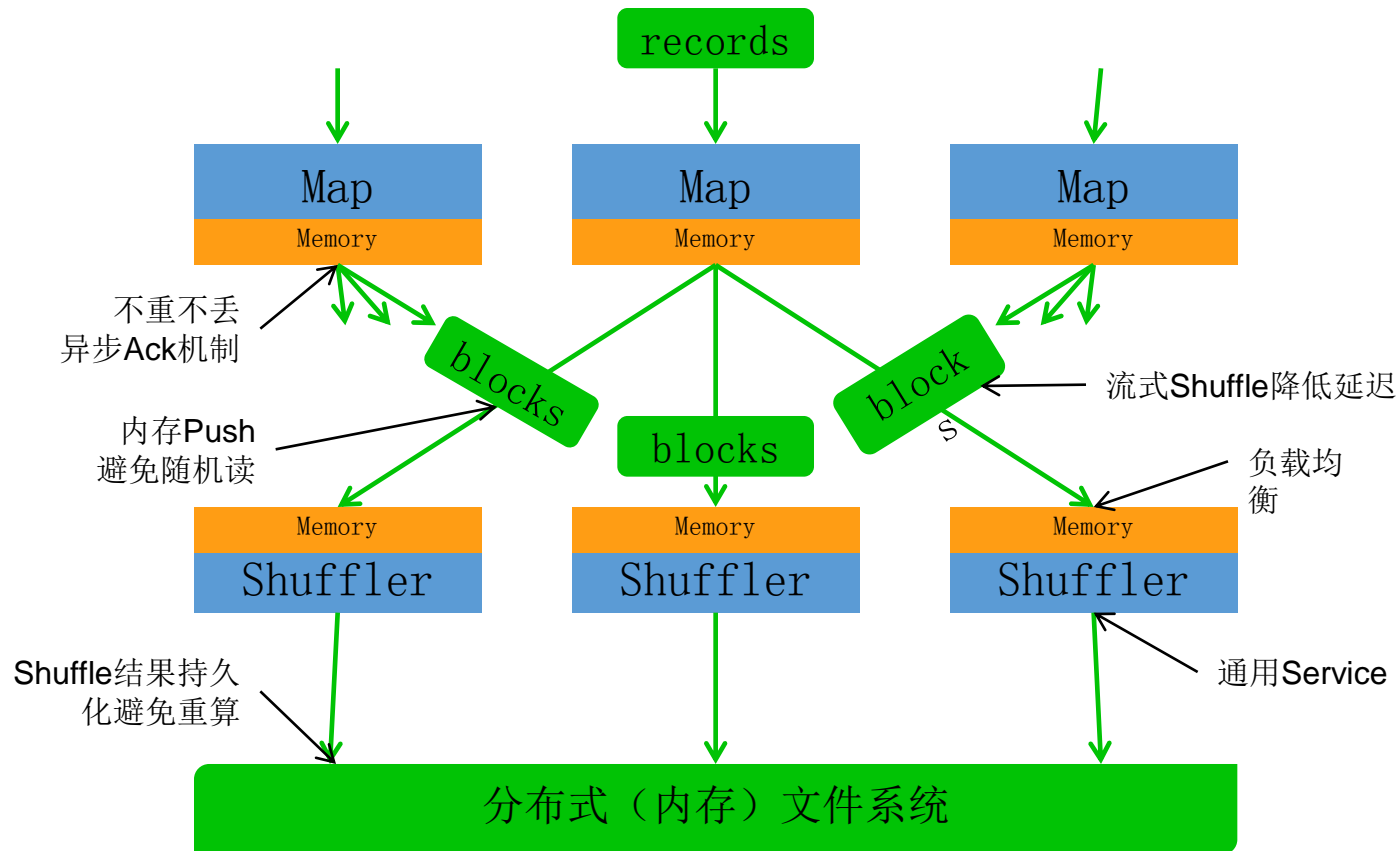 records
Map
Map
Map
Memory
Memory
Memory
不重不丢
异步Ack机制
blocks
block
s
流式Shuffle降低延迟
内存Push
避免随机读
blocks
负载均
衡
Memory
Memory
Memory
Shuffler
Shuffler
Shuffler
Shuffle结果持久
化避免重算
通用Service
分布式（内存）文件系统